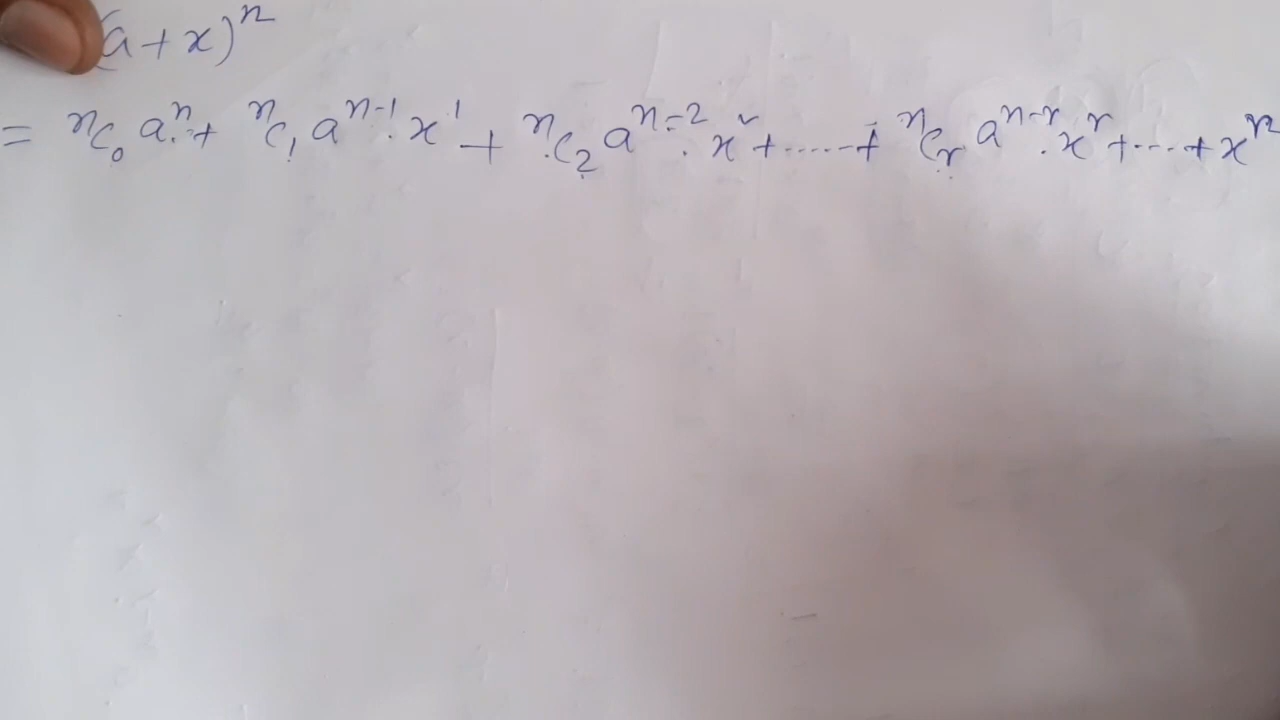 (a+x)ⁿ
= ⁿC₀ aⁿ + ⁿC₁ aⁿ⁻¹·x¹ + ⁿC₂ aⁿ⁻²·x² + ..... + ⁿCᵣ aⁿ⁻ʳ·xʳ + .... + xⁿ